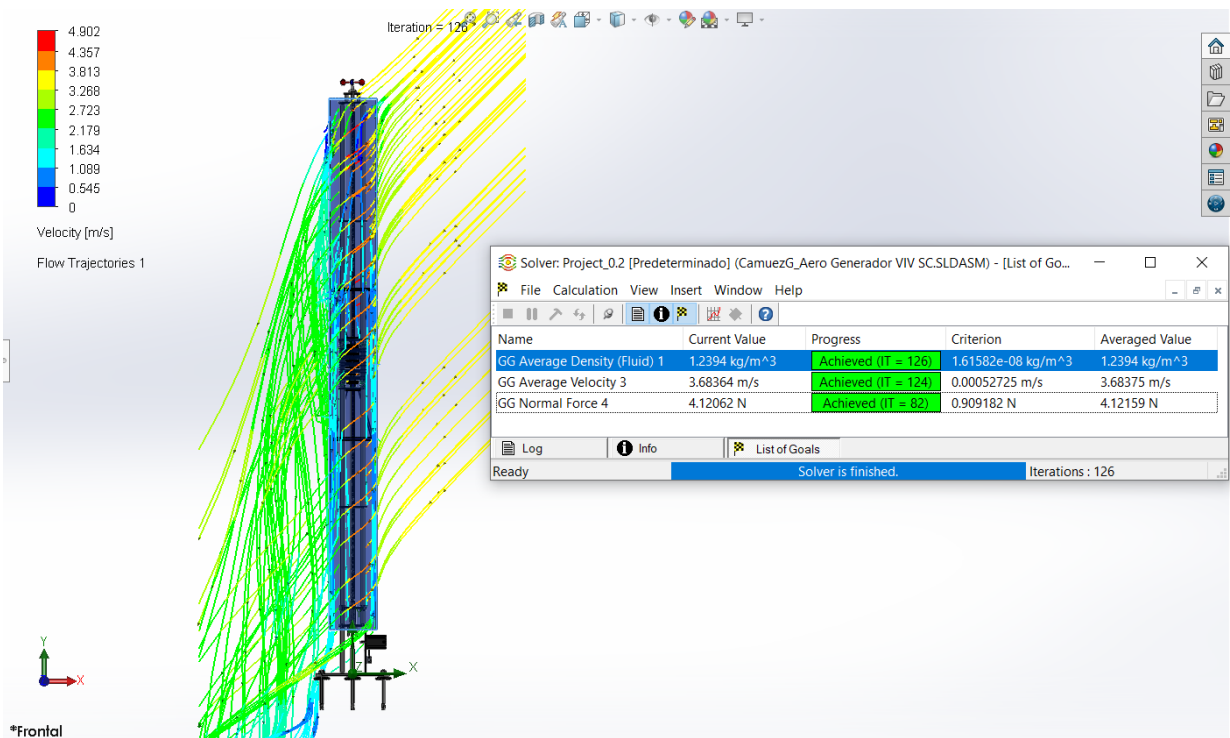 Iteration = 126
4.902
4.357
3.813
3.268
2.723
2.179
1.634
1.089
0.545
0
Velocity [m/s]
Flow Trajectories 1
Solver: Project_0.2 [Predeterminado] (CamuezG_Aero Generador VIV SC.SLDASM) - [List of Go...
File Calculation View Insert Window Help
Name Current Value Progress Criterion Averaged Value
GG Average Density (Fluid) 1 1.2394 kg/m^3 Achieved (IT = 126) 1.61582e-08 kg/m^3 1.2394 kg/m^3
GG Average Velocity 3 3.68364 m/s Achieved (IT = 124) 0.00052725 m/s 3.68375 m/s
GG Normal Force 4 4.12062 N Achieved (IT = 82) 0.909182 N 4.12159 N
Log Info List of Goals
Ready Solver is finished. Iterations : 126
Y
X
Z
X
*Frontal